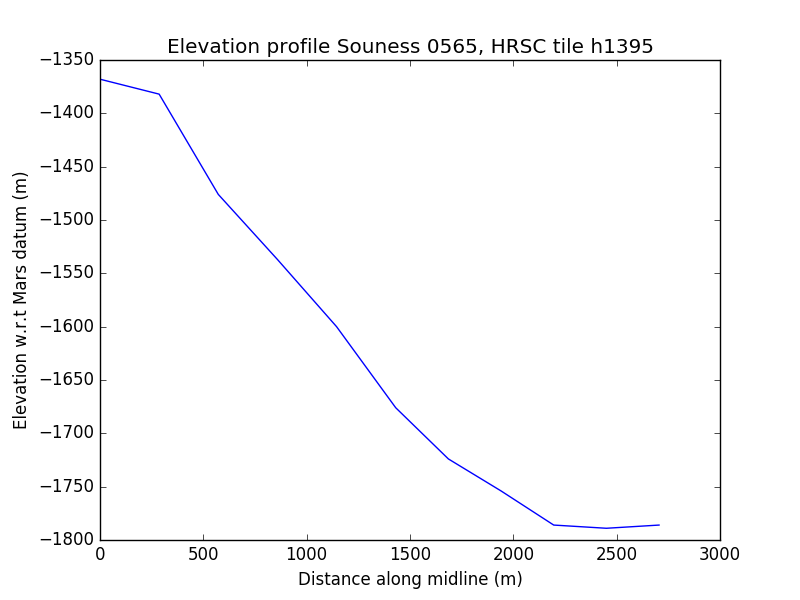 Elevation profile Souness 0565, HRSC tile h1395
−1350
−1400
−1450
−1500
−1550
−1600
−1650
−1700
−1750
−1800
Elevation w.r.t Mars datum (m)
0 500 1000 1500 2000 2500 3000
Distance along midline (m)